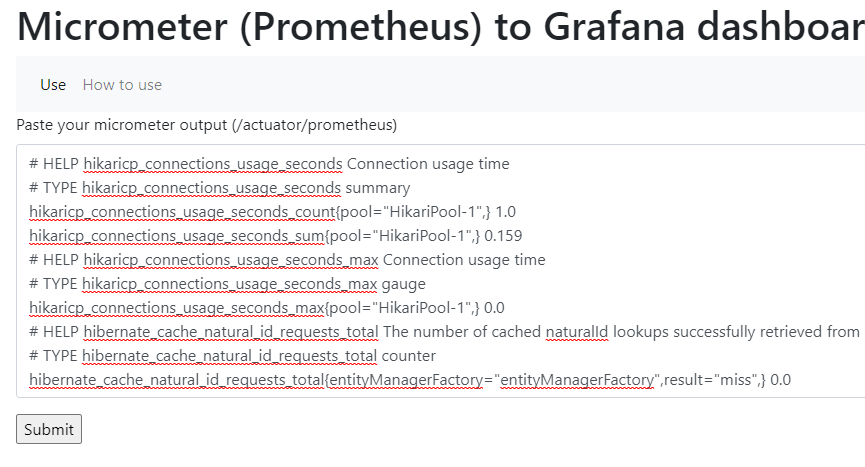 Micrometer (Prometheus) to Grafana dashboar
Use How to use
Paste your micrometer output (/actuator/prometheus)
# HELP hikaricp_connections_usage_seconds Connection usage time
# TYPE hikaricp_connections_usage_seconds summary
hikaricp_connections_usage_seconds_count{pool="HikariPool-1",} 1.0
hikaricp_connections_usage_seconds_sum{pool="HikariPool-1",} 0.159
# HELP hikaricp_connections_usage_seconds_max Connection usage time
# TYPE hikaricp_connections_usage_seconds_max gauge
hikaricp_connections_usage_seconds_max{pool="HikariPool-1",} 0.0
# HELP hibernate_cache_natural_id_requests_total The number of cached naturalId lookups successfully retrieved from
# TYPE hibernate_cache_natural_id_requests_total counter
hibernate_cache_natural_id_requests_total{entityManagerFactory="entityManagerFactory",result="miss",} 0.0
Submit